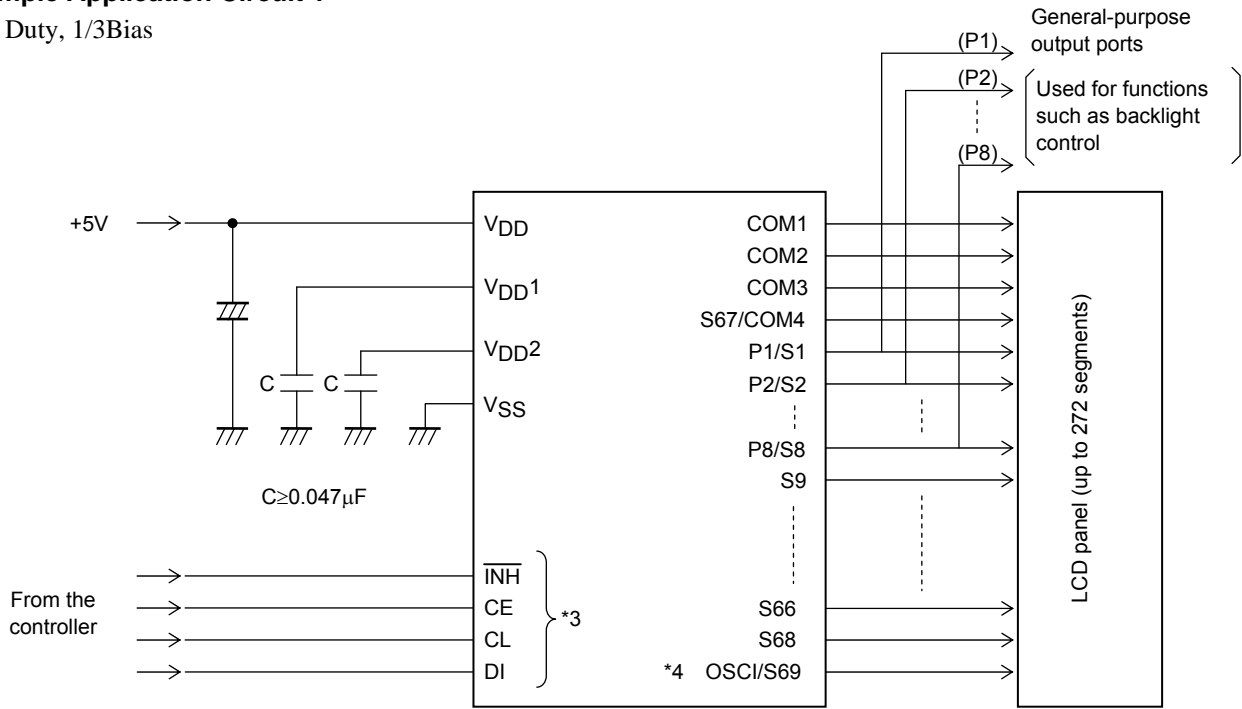 Duty, 1/3Bias
General-purpose
output ports
(P1)
(P2)
Used for functions
such as backlight
control
(P8)
+5V
VDD
COM1
COM2
VDD1
COM3
S67/COM4
VDD2
P1/S1
C
C
P2/S2
VSS
P8/S8
S9
C≥0.047μF
LCD panel (up to 272 segments)
From the
controller
INH
CE
CL
DI
*3
S66
S68
*4 OSCI/S69